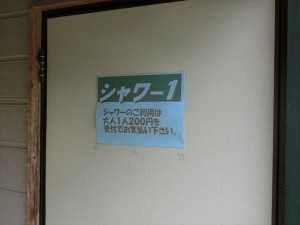 シャワー1
シャワーのご利用は
大人1人200円を
受付でお支払い下さい。